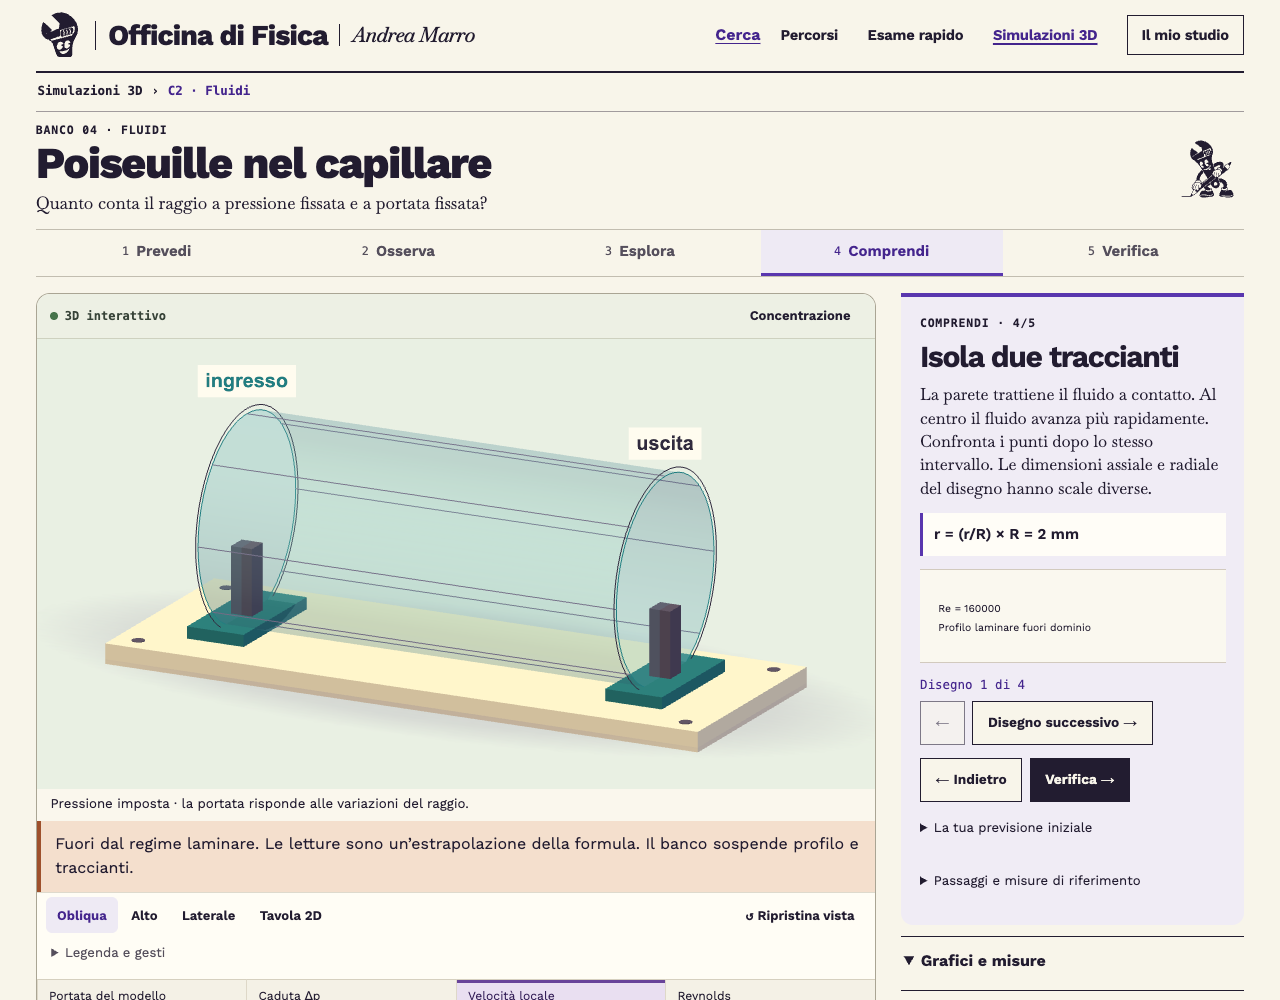 Officina di Fisica
Andrea Marro
Cerca
Percorsi
Esame rapido
Simulazioni 3D
Il mio studio
Simulazioni 3D › C2 · Fluidi
BANCO 04 · FLUIDI
Poiseuille nel capillare
Quanto conta il raggio a pressione fissata e a portata fissata?
1 Prevedi
2 Osserva
3 Esplora
4 Comprendi
5 Verifica
3D interattivo
Concentrazione
ingresso
uscita
Pressione imposta · la portata risponde alle variazioni del raggio.
Fuori dal regime laminare. Le letture sono un’estrapolazione della formula. Il banco sospende profilo e
traccianti.
Obliqua
Alto
Laterale
Tavola 2D
↺ Ripristina vista
▶ Legenda e gesti
Portata del modello
Caduta Δp
Velocità locale
Reynolds
COMPRENDI · 4/5
Isola due traccianti
La parete trattiene il fluido a contatto. Al
centro il fluido avanza più rapidamente.
Confronta i punti dopo lo stesso
intervallo. Le dimensioni assiale e radiale
del disegno hanno scale diverse.
r = (r/R) × R = 2 mm
Re = 160000
Profilo laminare fuori dominio
Disegno 1 di 4
←
Disegno successivo →
← Indietro
Verifica →
▶ La tua previsione iniziale
▶ Passaggi e misure di riferimento
▼ Grafici e misure